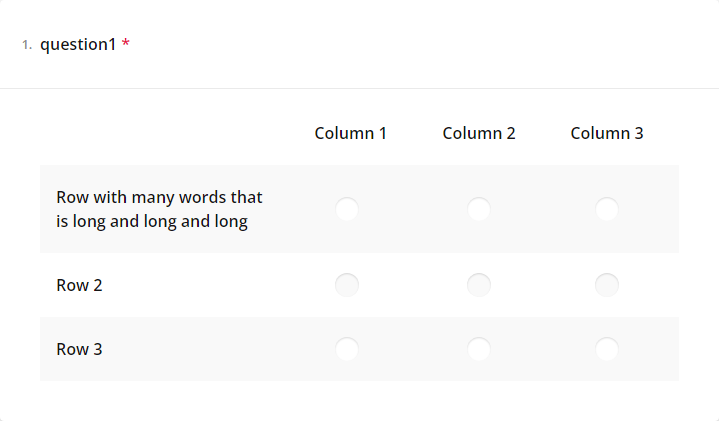 1. question1 *
Column 1 Column 2 Column 3
Row with many words that
is long and long and long
Row 2
Row 3